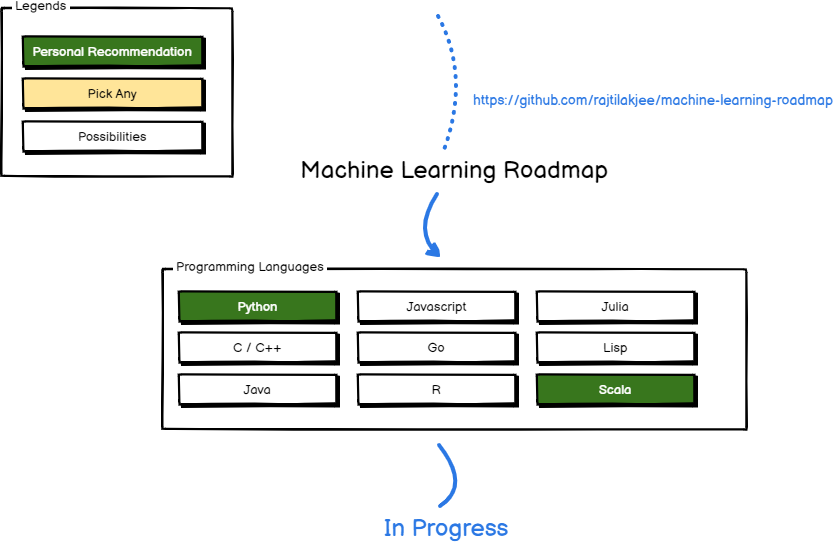 Legends
Personal Recommendation
Pick Any
Possibilities
https://github.com/rajtilakjee/machine-learning-roadmap
Machine Learning Roadmap
Programming Languages
Python
Javascript
Julia
C / C++
Go
Lisp
Java
R
Scala
In Progress